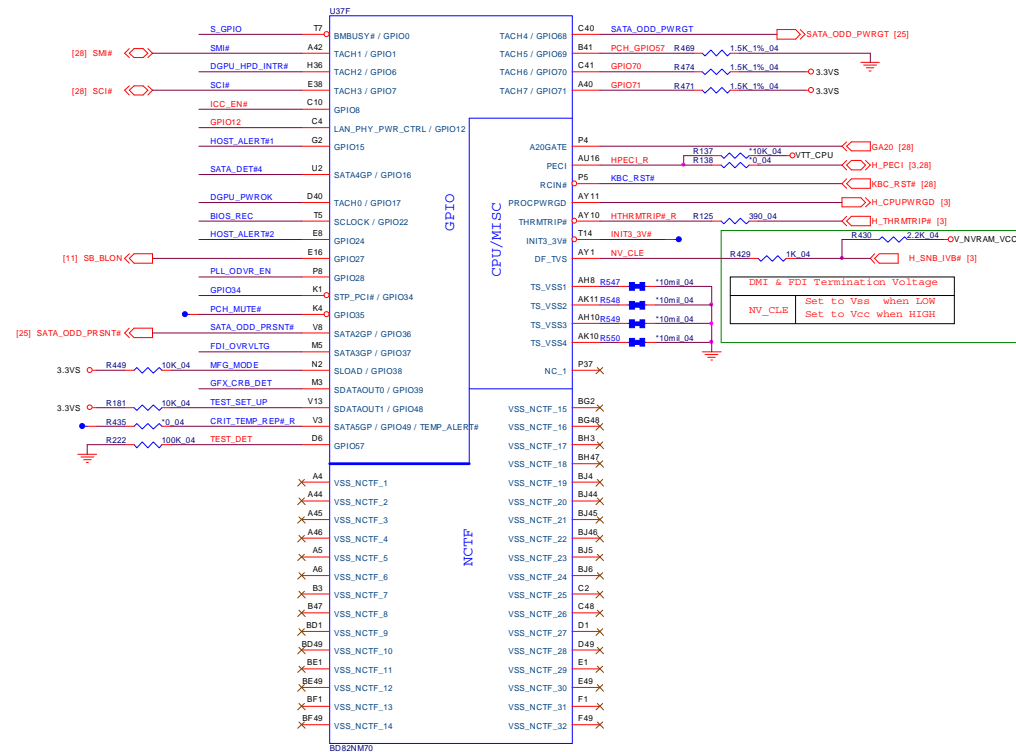 U37F
S_GPIO T7 BMBUSY# / GPIO0
[28] SMI# SMI# A42 TACH1 / GPIO1
DGPU_HPD_INTR# H36 TACH2 / GPIO6
[28] SCI# SCI# E38 TACH3 / GPIO7
ICC_EN# C10 GPIO8
GPIO12 C4 LAN_PHY_PWR_CTRL / GPIO12
HOST_ALERT#1 G2 GPIO15
SATA_DET#4 U2 SATA4GP / GPIO16
DGPU_PWROK D40 TACH0 / GPIO17
BIOS_REC T5 SCLOCK / GPIO22
HOST_ALERT#2 E8 GPIO24
[11] SB_BLON E16 GPIO27
PLL_ODVR_EN P8 GPIO28
GPIO34 K1 STP_PCI# / GPIO34
PCH_MUTE# K4 GPIO35
[25] SATA_ODD_PRSNT# SATA_ODD_PRSNT# V8 SATA2GP / GPIO36
FDI_OVRVLTG M5 SATA3GP / GPIO37
3.3VS R449 10K_04 MFG_MODE N2 SLOAD / GPIO38
GFX_CRB_DET M3 SDATAOUT0 / GPIO39
3.3VS R181 10K_04 TEST_SET_UP V13 SDATAOUT1 / GPIO48
R435 *0_04 CRIT_TEMP_REP#_R V3 SATA5GP / GPIO49 / TEMP_ALERT#
R222 100K_04 TEST_DET D6 GPIO57
GPIO
CPU/MISC
NCTF
TACH4 / GPIO68 C40 SATA_ODD_PWRGT SATA_ODD_PWRGT [25]
TACH5 / GPIO69 B41 PCH_GPIO57 R469 1.5K_1%_04
TACH6 / GPIO70 C41 GPIO70 R474 1.5K_1%_04 3.3VS
TACH7 / GPIO71 A40 GPIO71 R471 1.5K_1%_04 3.3VS
A20GATE P4 GA20 [28]
R137 *10K_04 VTT_CPU
PECI AU16 HPECI_R R138 *0_04 H_PECI [3,28]
RCIN# P5 KBC_RST# KBC_RST# [28]
PROCPWRGD AY11 H_CPUPWRGD [3]
THRMTRIP# AY10 HTHRMTRIP#_R R125 390_04 H_THRMTRIP# [3]
INIT3_3V# T14 INIT3_3V#
R430 2.2K_04 V_NVRAM_VCC
DF_TVS AY1 NV_CLE R429 1K_04 H_SNB_IVB# [3]
TS_VSS1 AH8 R547 *10mil_04
TS_VSS2 AK11 R548 *10mil_04
TS_VSS3 AH10 R549 *10mil_04
TS_VSS4 AK10 R550 *10mil_04
NC_1 P37
DMI & FDI Termination Voltage
NV_CLE
Set to Vss when LOW
Set to Vcc when HIGH
A4 VSS_NCTF_1
A44 VSS_NCTF_2
A45 VSS_NCTF_3
A46 VSS_NCTF_4
A5 VSS_NCTF_5
A6 VSS_NCTF_6
B3 VSS_NCTF_7
B47 VSS_NCTF_8
BD1 VSS_NCTF_9
BD49 VSS_NCTF_10
BE1 VSS_NCTF_11
BE49 VSS_NCTF_12
BF1 VSS_NCTF_13
BF49 VSS_NCTF_14
VSS_NCTF_15 BG2
VSS_NCTF_16 BG48
VSS_NCTF_17 BH3
VSS_NCTF_18 BH47
VSS_NCTF_19 BJ4
VSS_NCTF_20 BJ44
VSS_NCTF_21 BJ45
VSS_NCTF_22 BJ46
VSS_NCTF_23 BJ5
VSS_NCTF_24 BJ6
VSS_NCTF_25 C2
VSS_NCTF_26 C48
VSS_NCTF_27 D1
VSS_NCTF_28 D49
VSS_NCTF_29 E1
VSS_NCTF_30 E49
VSS_NCTF_31 F1
VSS_NCTF_32 F49
BD82NM70